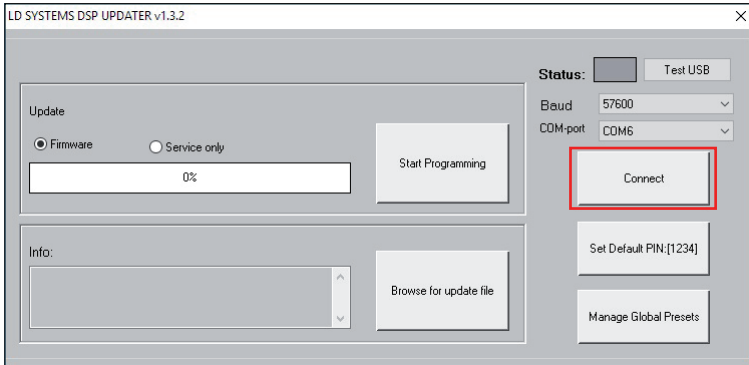 LD SYSTEMS DSP UPDATER v1.3.2
Status:
Test USB
Update
Baud
57600
Firmware
Service only
COM-port
COM6
Start Programming
0%
Connect
Info:
Set Default PIN:[1234]
Browse for update file
Manage Global Presets